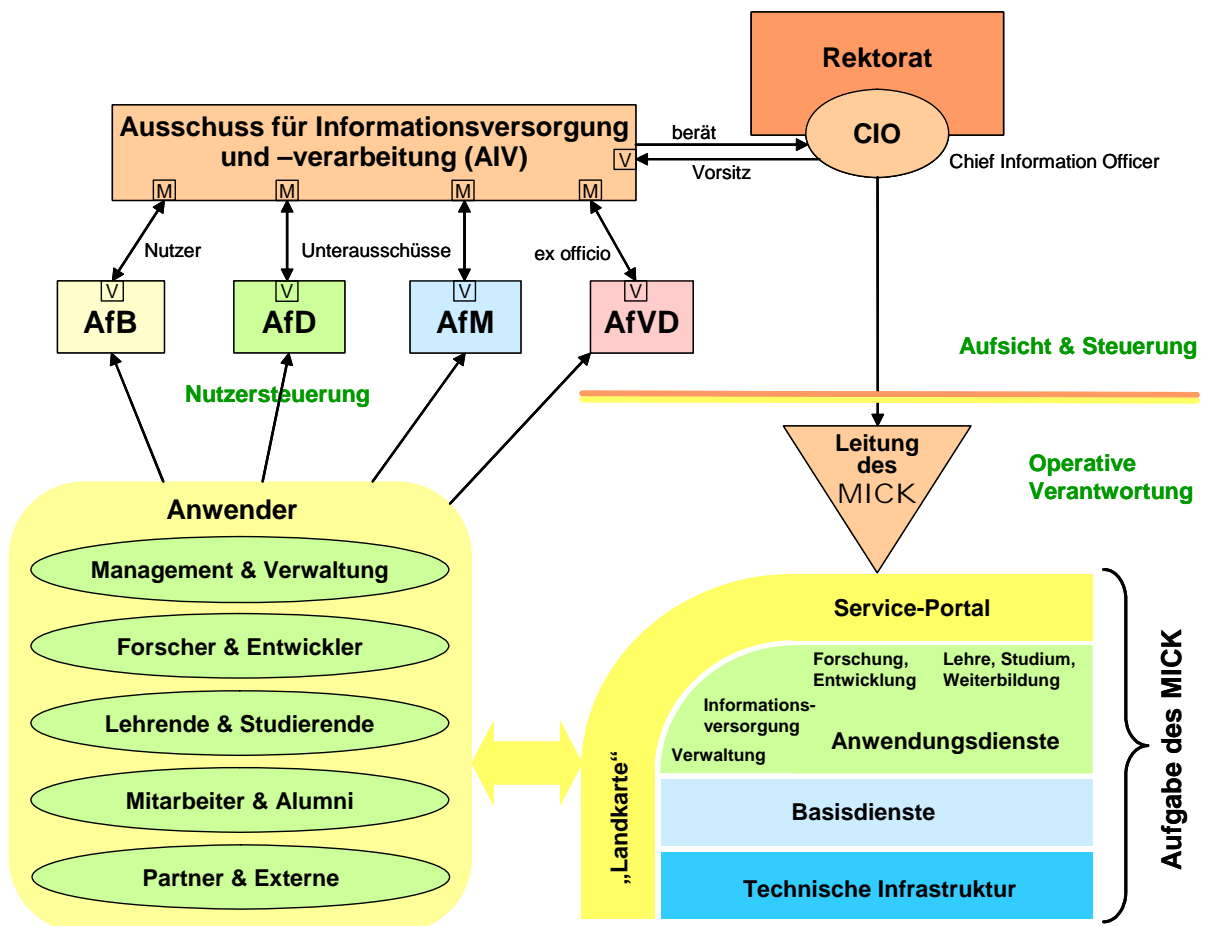 Rektorat
CIO
Chief Information Officer
Ausschuss für Informationsversorgung
und –verarbeitung (AIV)
V
berät
Vorsitz
M
M
M
M
Nutzer
Unterausschüsse
ex officio
V
V
V
V
AfB
AfD
AfM
AfVD
Nutzersteuerung
Aufsicht & Steuerung
Leitung
des
MICK
Operative
Verantwortung
Anwender
Management & Verwaltung
Forscher & Entwickler
Lehrende & Studierende
Mitarbeiter & Alumni
Partner & Externe
Service-Portal
„Landkarte“
Forschung,
Entwicklung
Lehre, Studium,
Weiterbildung
Informations-
versorgung
Verwaltung
Anwendungsdienste
Basisdienste
Technische Infrastruktur
Aufgabe des MICK